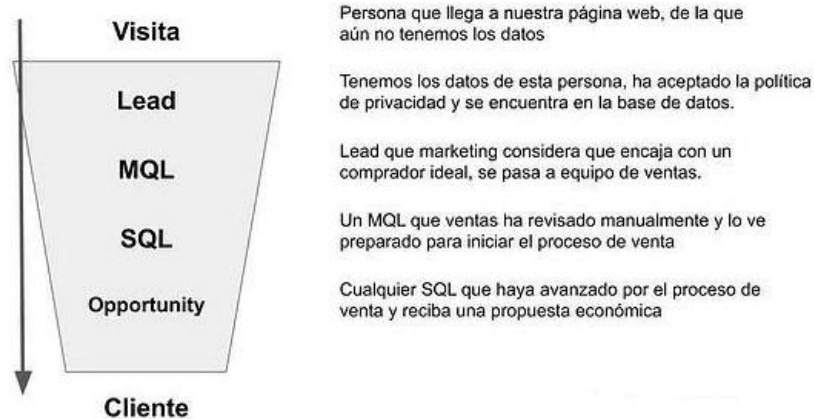 Visita
Persona que llega a nuestra página web, de la que
aún no tenemos los datos
Lead
Tenemos los datos de esta persona, ha aceptado la política
de privacidad y se encuentra en la base de datos.
MQL
Lead que marketing considera que encaja con un
comprador ideal, se pasa a equipo de ventas.
SQL
Un MQL que ventas ha revisado manualmente y lo ve
preparado para iniciar el proceso de venta
Opportunity
Cualquier SQL que haya avanzado por el proceso de
venta y reciba una propuesta económica
Cliente